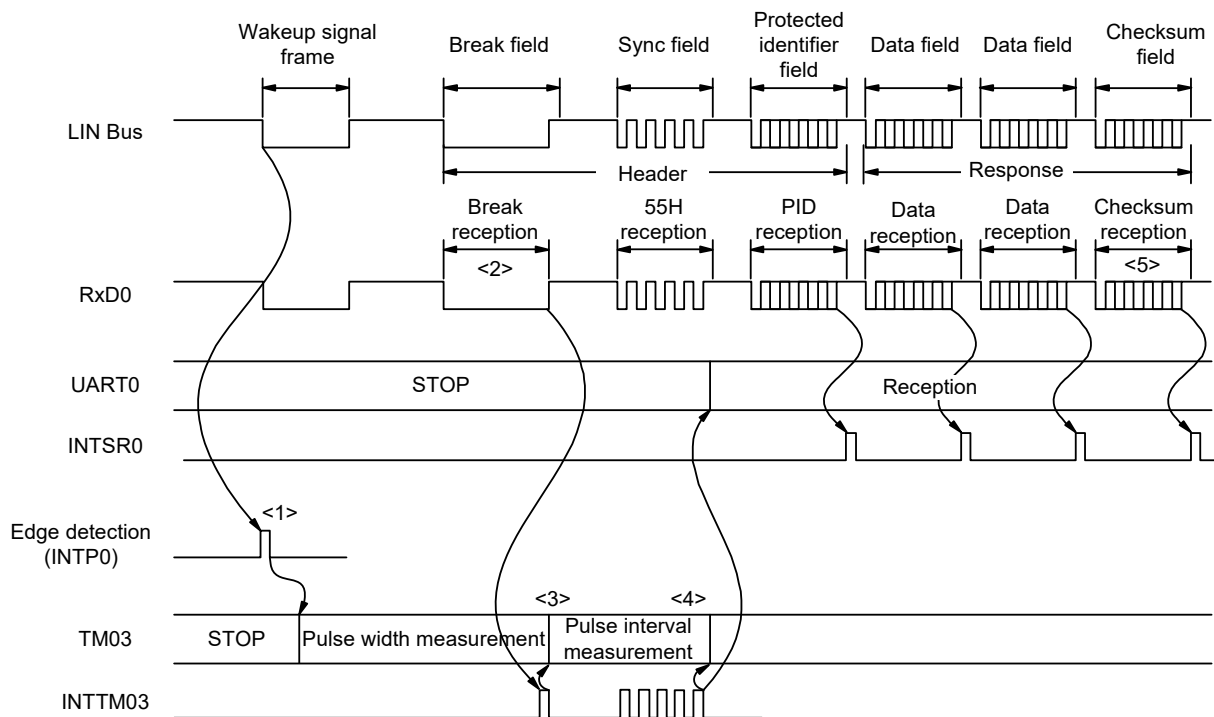 Wakeup signal
frame
Break field
Sync field
Protected
identifier
field
Data field
Data field
Checksum
field
LIN Bus
Header
Response
Break
reception
55H
reception
PID
reception
Data
reception
Data
reception
Checksum
reception
<2>
<5>
RxD0
UART0
STOP
Reception
INTSR0
<1>
Edge detection
(INTP0)
<3>
<4>
TM03
STOP
Pulse width measurement
Pulse interval
measurement
INTTM03